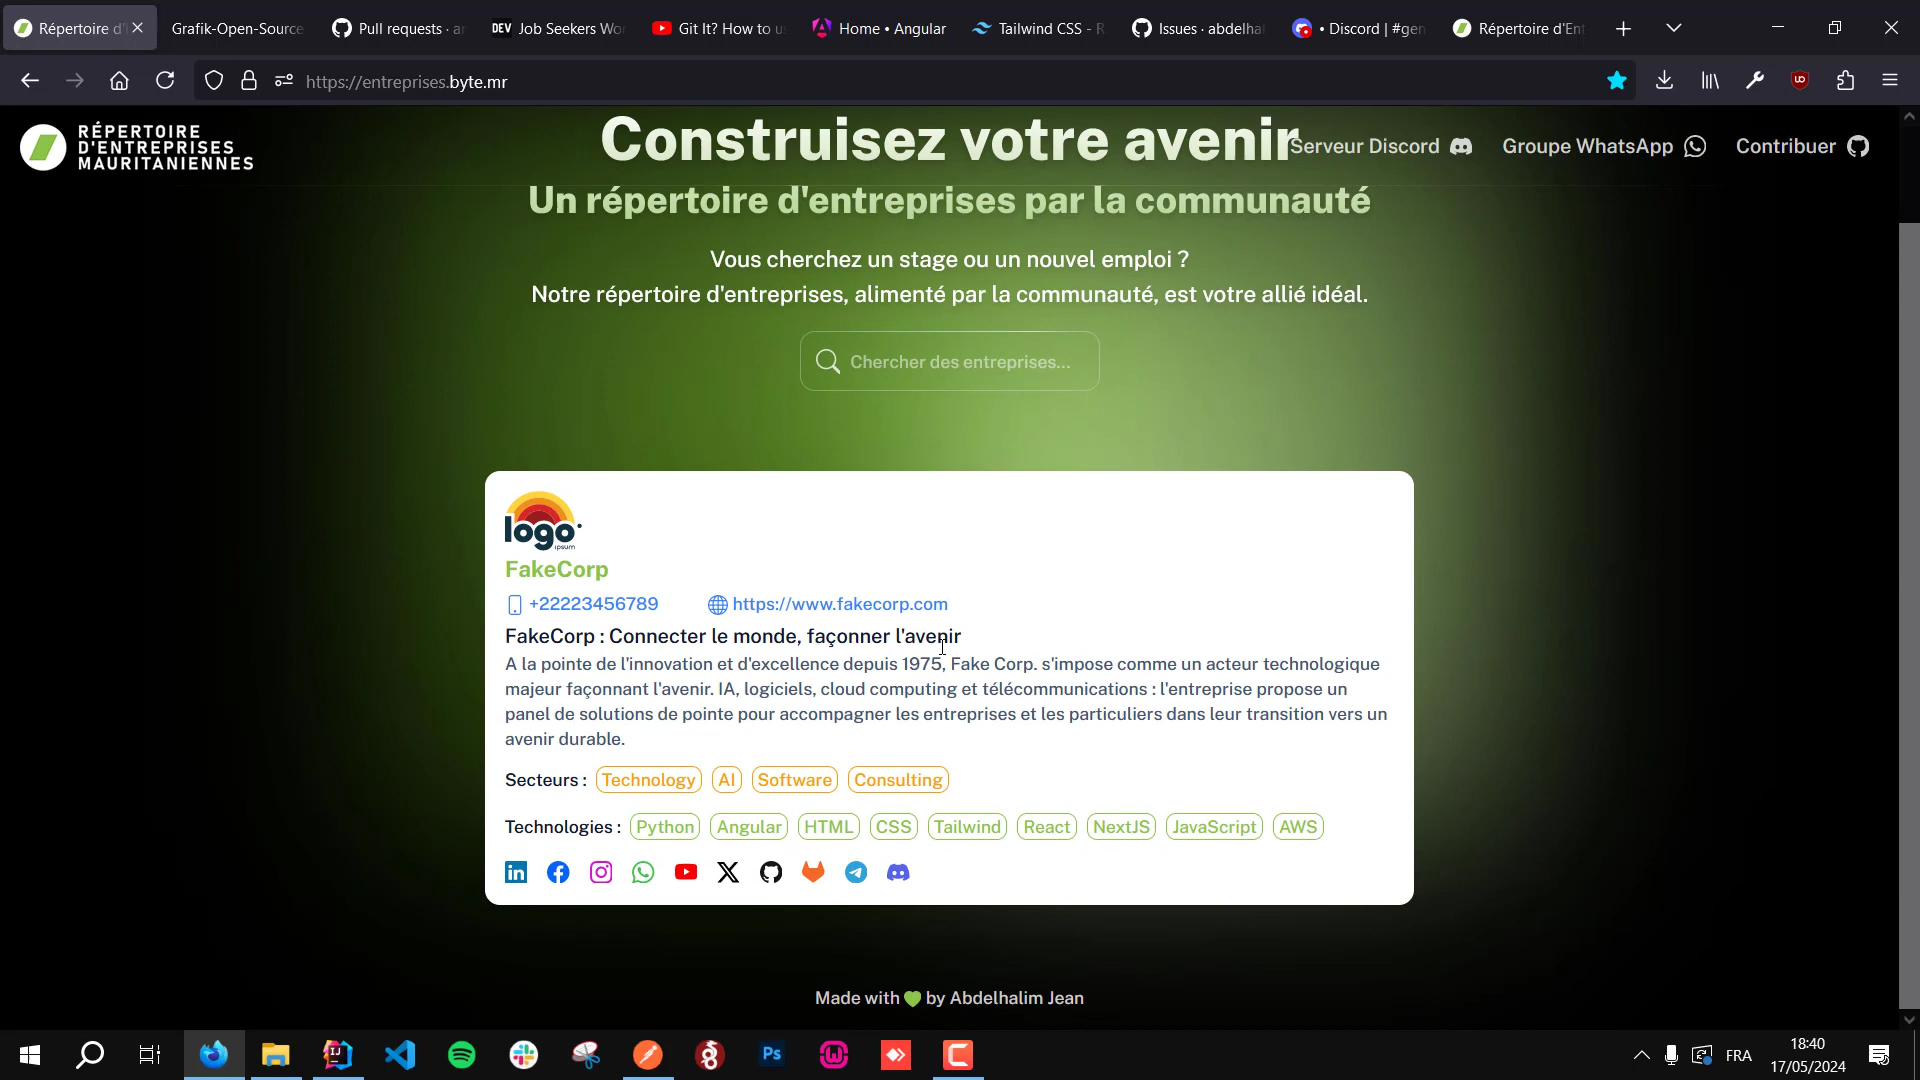 Répertoire d'
Grafik-Open-Source
Pull requests · ar
DEV Job Seekers Wo
Git It? How to u
Home • Angular
Tailwind CSS - R
Issues · abdelha
• Discord | #gen
Répertoire d'Ent
https://entreprises.byte.mr
RÉPERTOIRE
D'ENTREPRISES
MAURITANIENNES
Construisez votre avenir
Serveur Discord
Groupe WhatsApp
Contribuer
Un répertoire d'entreprises par la communauté
Vous cherchez un stage ou un nouvel emploi ?
Notre répertoire d'entreprises, alimenté par la communauté, est votre allié idéal.
Chercher des entreprises...
logo
ipsum
FakeCorp
+22223456789
https://www.fakecorp.com
FakeCorp : Connecter le monde, façonner l'avenir
A la pointe de l'innovation et d'excellence depuis 1975, Fake Corp. s'impose comme un acteur technologique
majeur façonnant l'avenir. IA, logiciels, cloud computing et télécommunications : l'entreprise propose un
panel de solutions de pointe pour accompagner les entreprises et les particuliers dans leur transition vers un
avenir durable.
Secteurs : Technology AI Software Consulting
Technologies : Python Angular HTML CSS Tailwind React NextJS JavaScript AWS
Made with by Abdelhalim Jean
IJ
Ps
FRA
18:40
17/05/2024